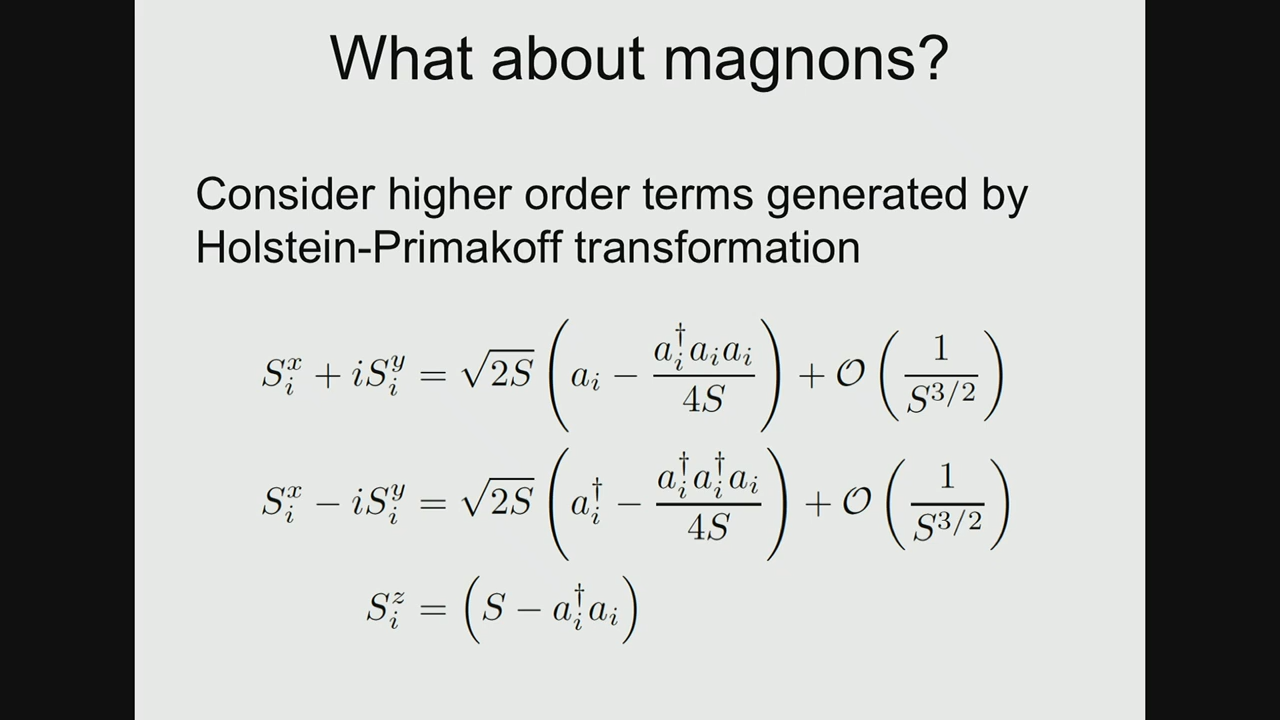 What about magnons?
Consider higher order terms generated by
Holstein-Primakoff transformation
$S_i^x + iS_i^y = \sqrt{2S}\left(a_i - \frac{a_i^\dagger a_i a_i}{4S}\right) + \mathcal{O}\left(\frac{1}{S^{3/2}}\right)$
$S_i^x - iS_i^y = \sqrt{2S}\left(a_i^\dagger - \frac{a_i^\dagger a_i^\dagger a_i}{4S}\right) + \mathcal{O}\left(\frac{1}{S^{3/2}}\right)$
$S_i^z = \left(S - a_i^\dagger a_i\right)$